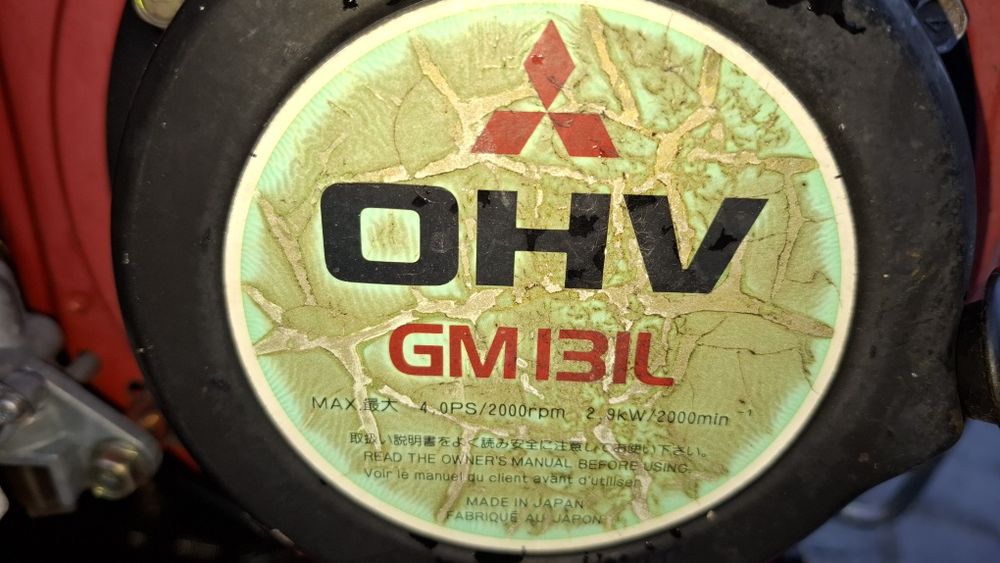 OHV
GM131L
MAX.最大 4.0PS/2000rpm 2.9kW/2000min⁻¹
取扱い説明書をよく読み安全に注意してお使い下さい。
READ THE OWNER'S MANUAL BEFORE USING.
Voir le manuel du client avant d'utiliser
MADE IN JAPAN
FABRIQUÉ AU JAPON